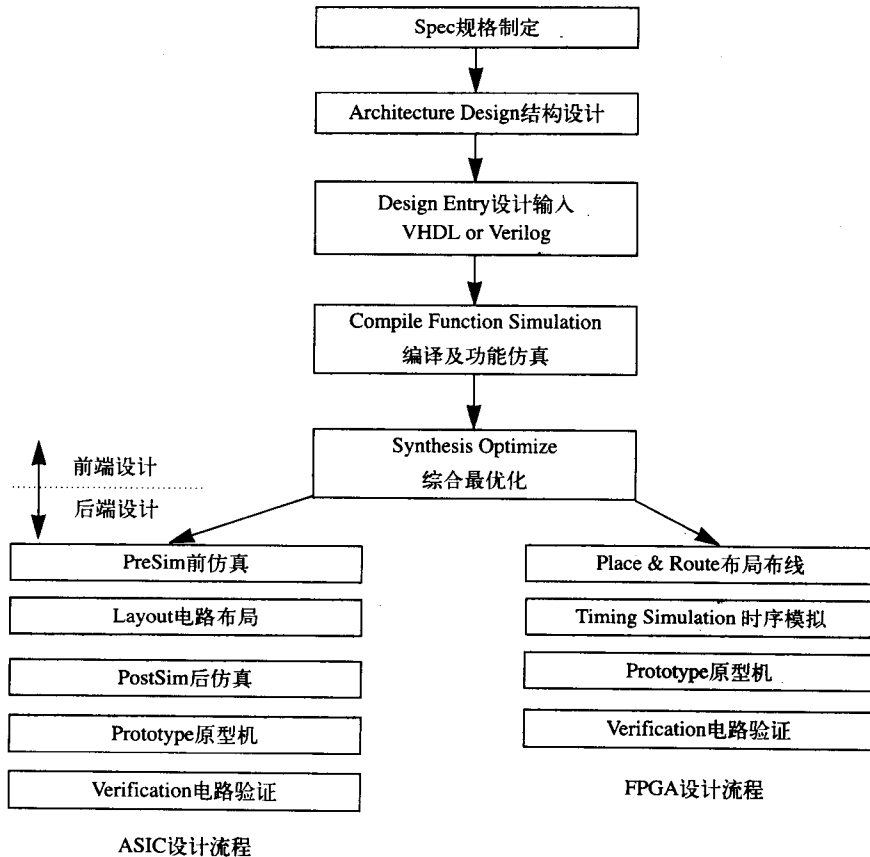 Spec规格制定
Architecture Design结构设计
Design Entry设计输入
VHDL or Verilog
Compile Function Simulation
编译及功能仿真
Synthesis Optimize
综合最优化
前端设计
后端设计
PreSim前仿真
Layout电路布局
PostSim后仿真
Prototype原型机
Verification电路验证
ASIC设计流程
Place & Route布局布线
Timing Simulation 时序模拟
Prototype原型机
Verification电路验证
FPGA设计流程